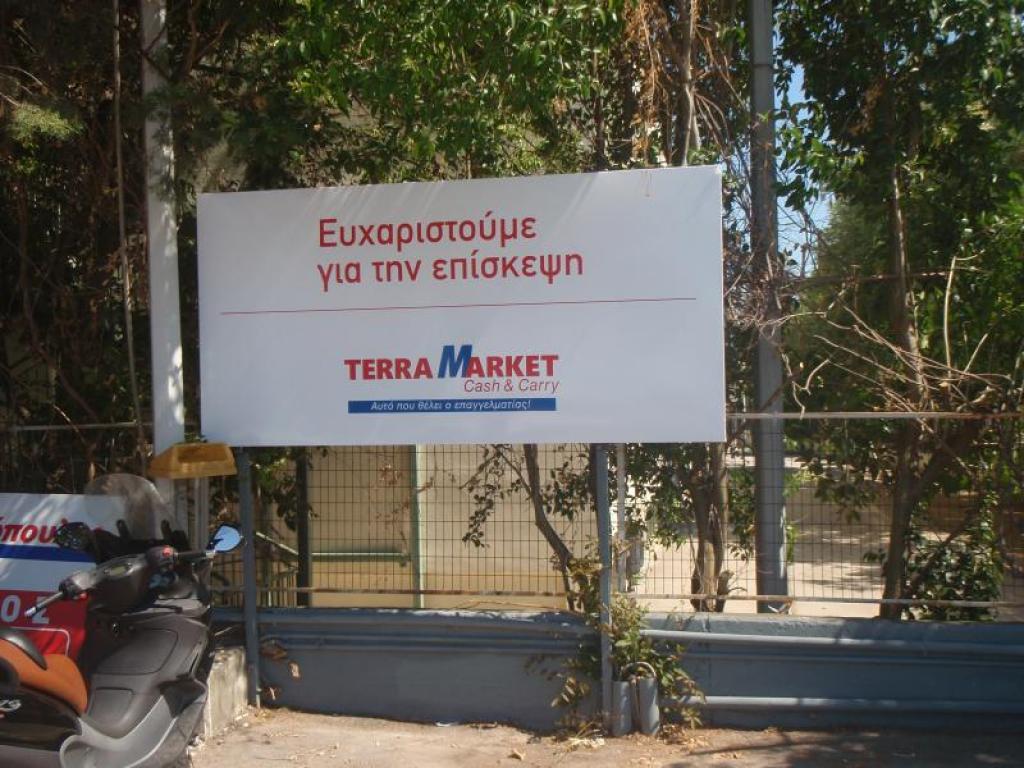 Ευχαριστούμε
για την επίσκεψη
TERRA MARKET
Cash & Carry
Αυτό που θέλει ο επαγγελματίας!